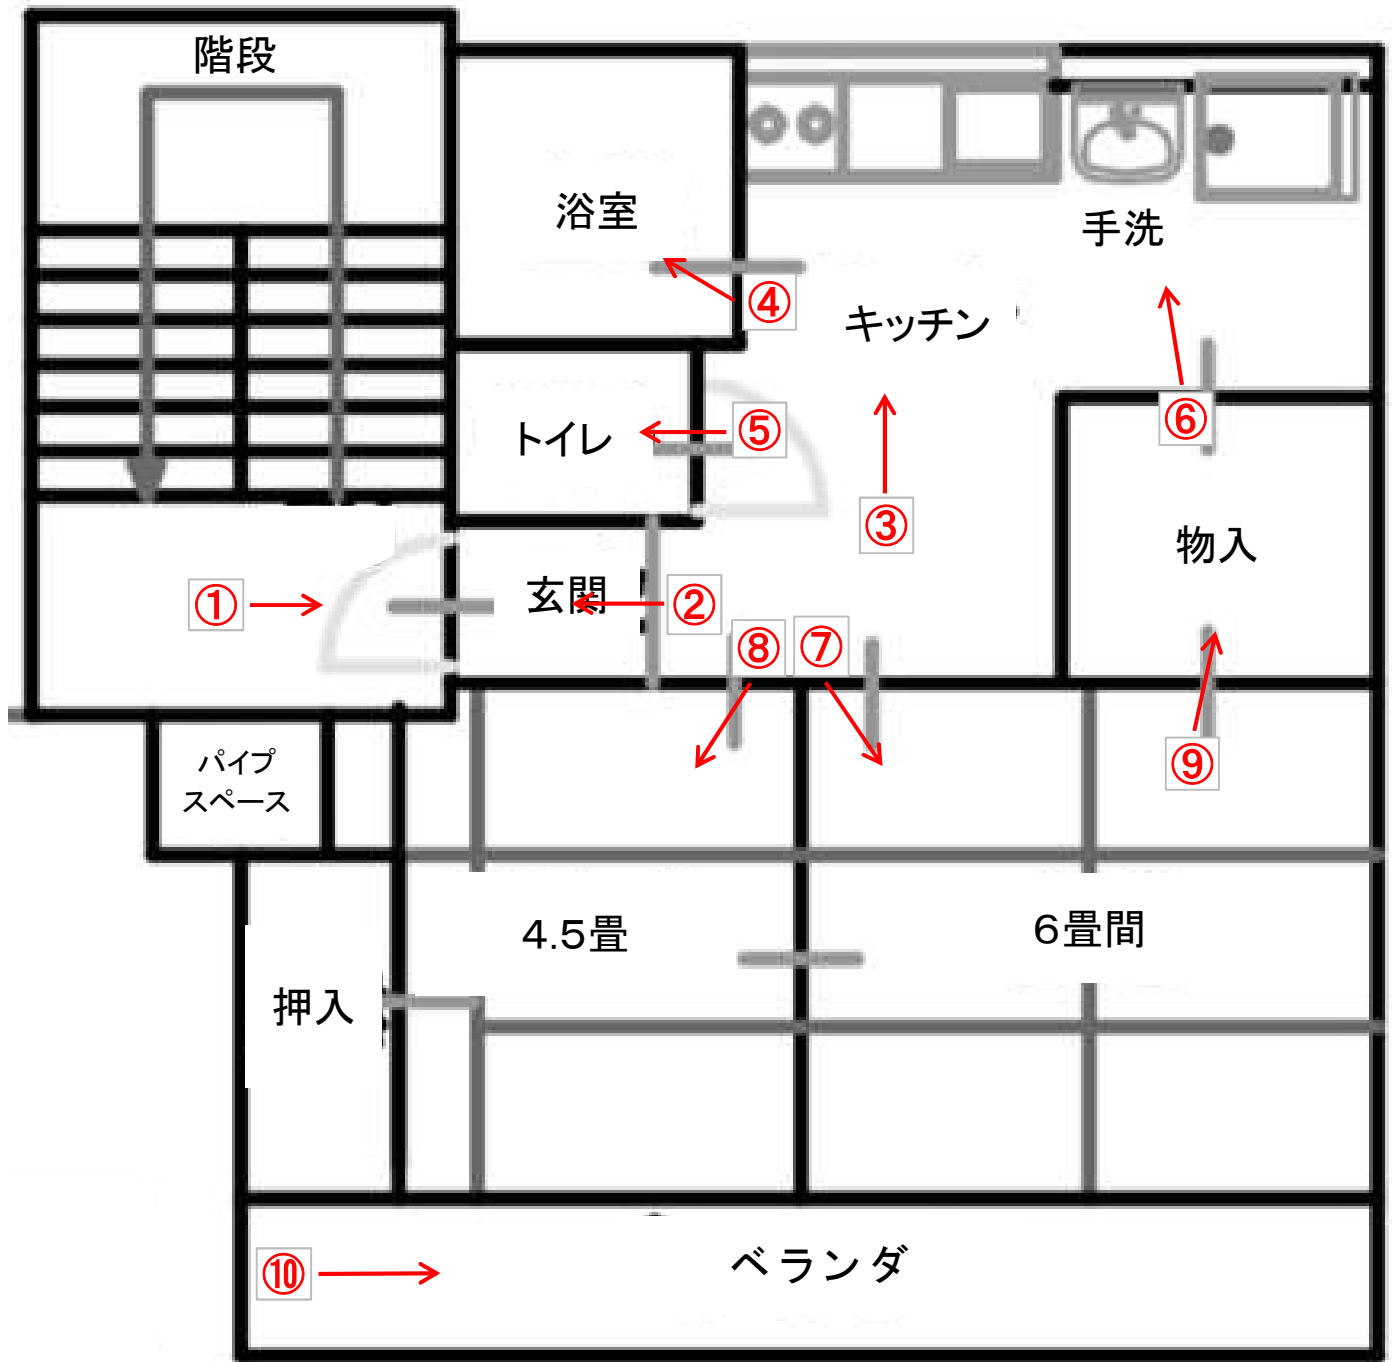 階段
浴室
手洗
④
キッチン
⑥
トイレ
⑤
③
物入
①
玄関
②
⑧
⑦
パイプ
スペース
⑨
4.5畳
6畳間
押入
⑩
ベランダ